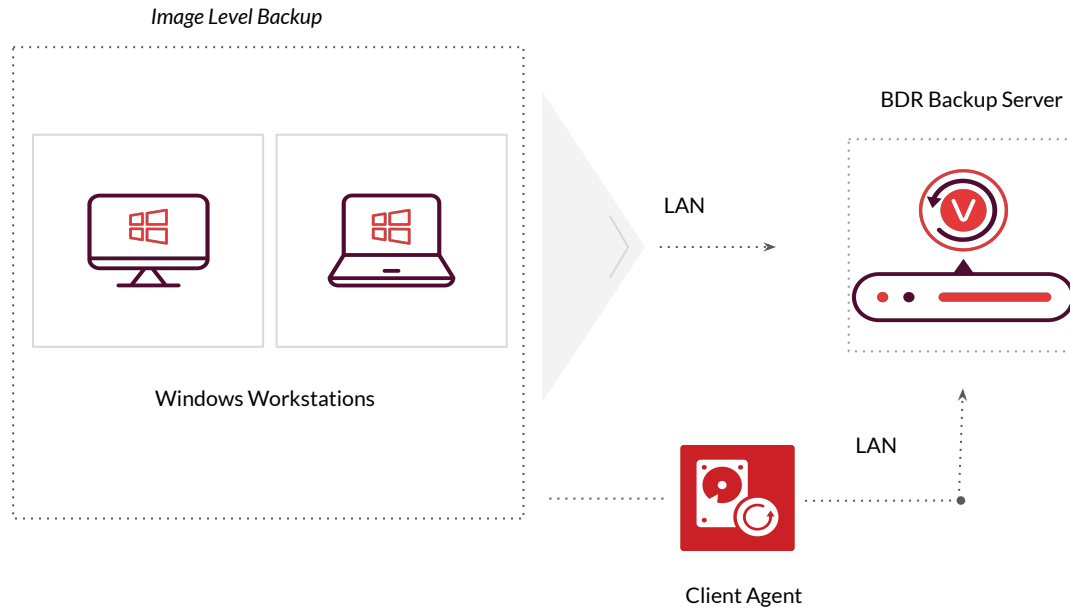 Image Level Backup
BDR Backup Server
V
LAN
Windows Workstations
LAN
Client Agent